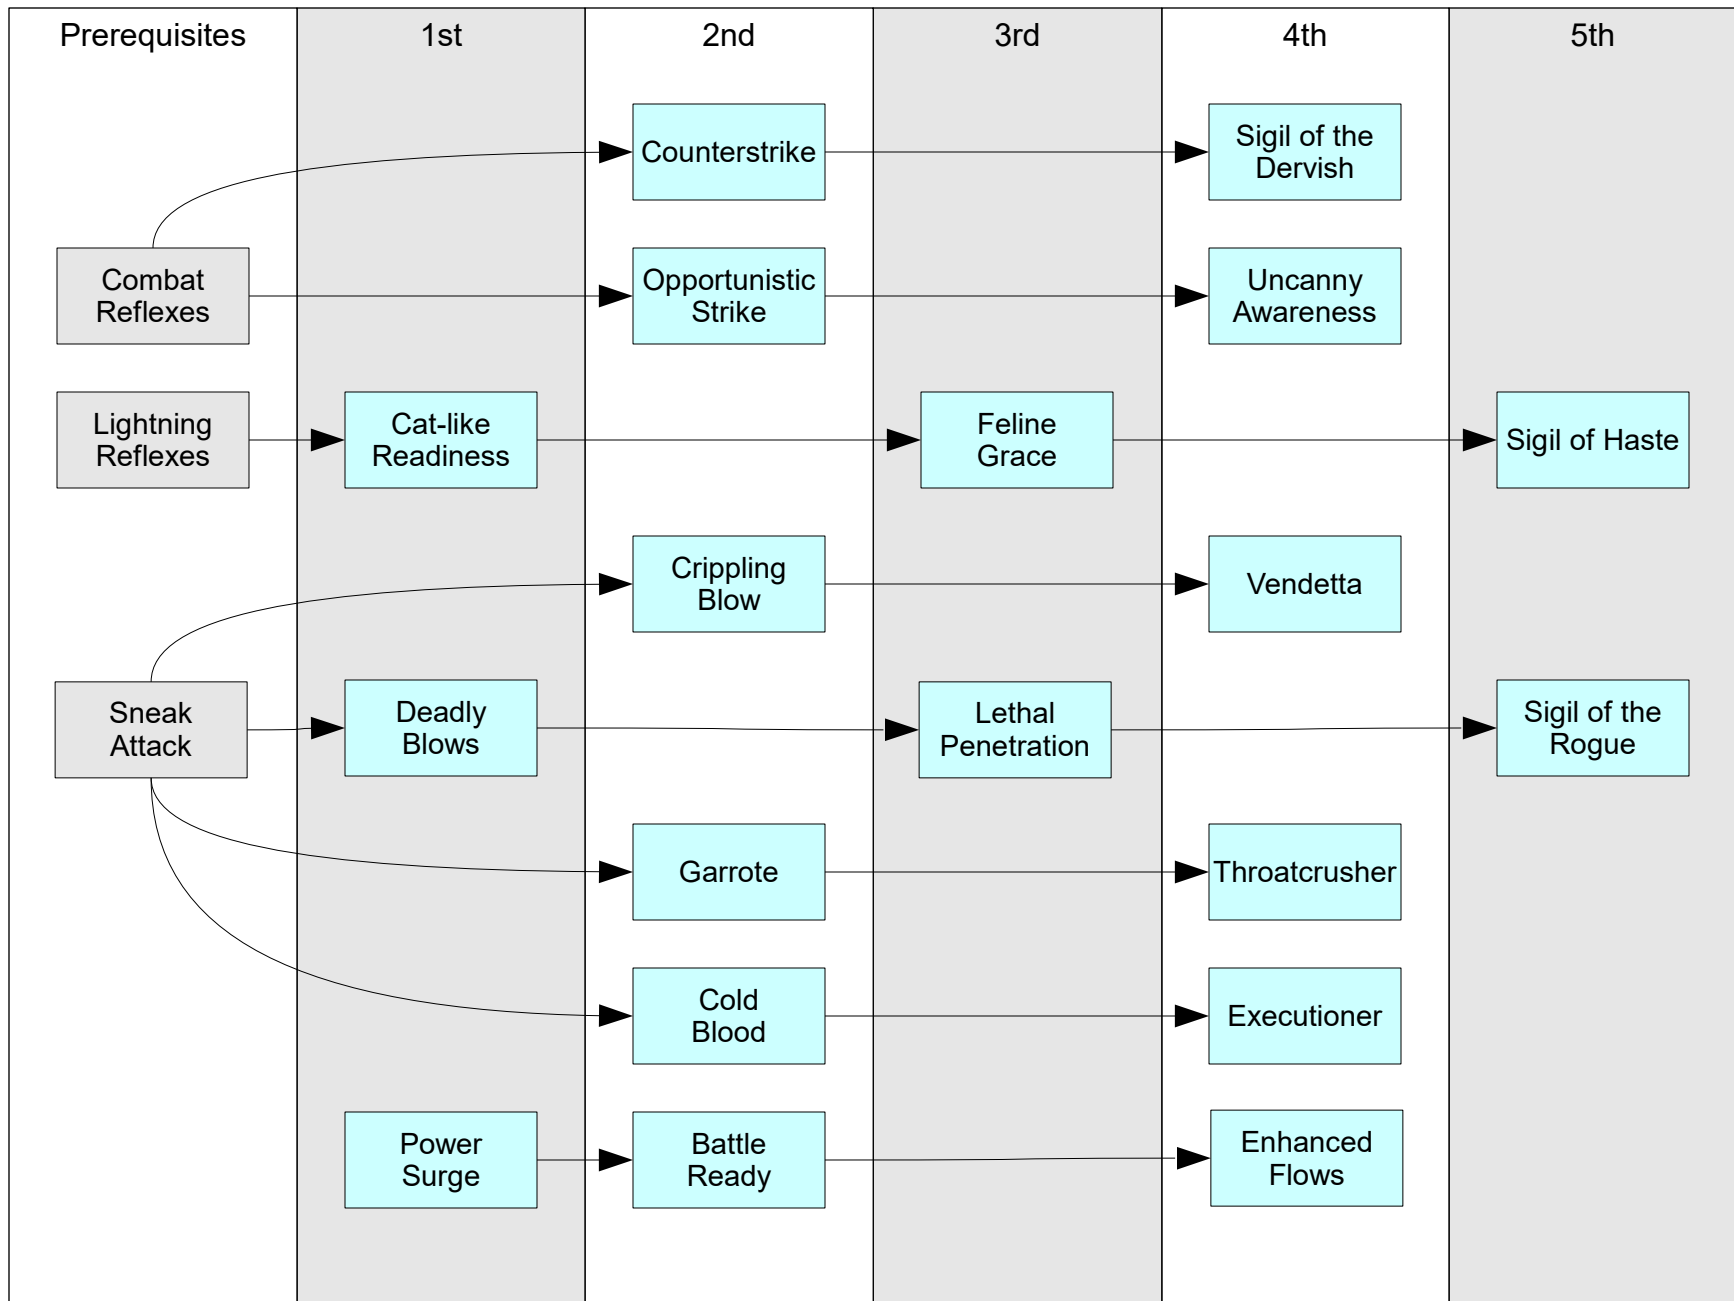 Prerequisites
1st
2nd
3rd
4th
5th
Counterstrike
Sigil of the
Dervish
Combat
Reflexes
Opportunistic
Strike
Uncanny
Awareness
Lightning
Reflexes
Cat-like
Readiness
Feline
Grace
Sigil of Haste
Crippling
Blow
Vendetta
Sneak
Attack
Deadly
Blows
Lethal
Penetration
Sigil of the
Rogue
Garrote
Throatcrusher
Cold
Blood
Executioner
Power
Surge
Battle
Ready
Enhanced
Flows